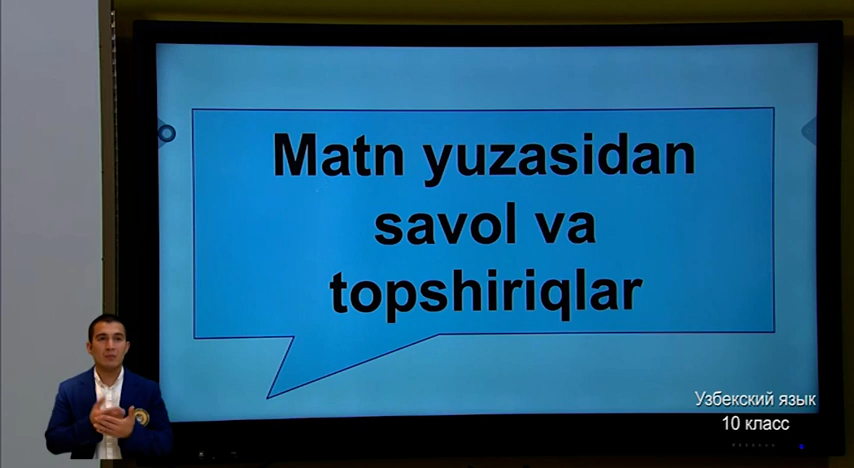 Matn yuzasidan
savol va
topshiriqlar
Узбекский язык
10 класс